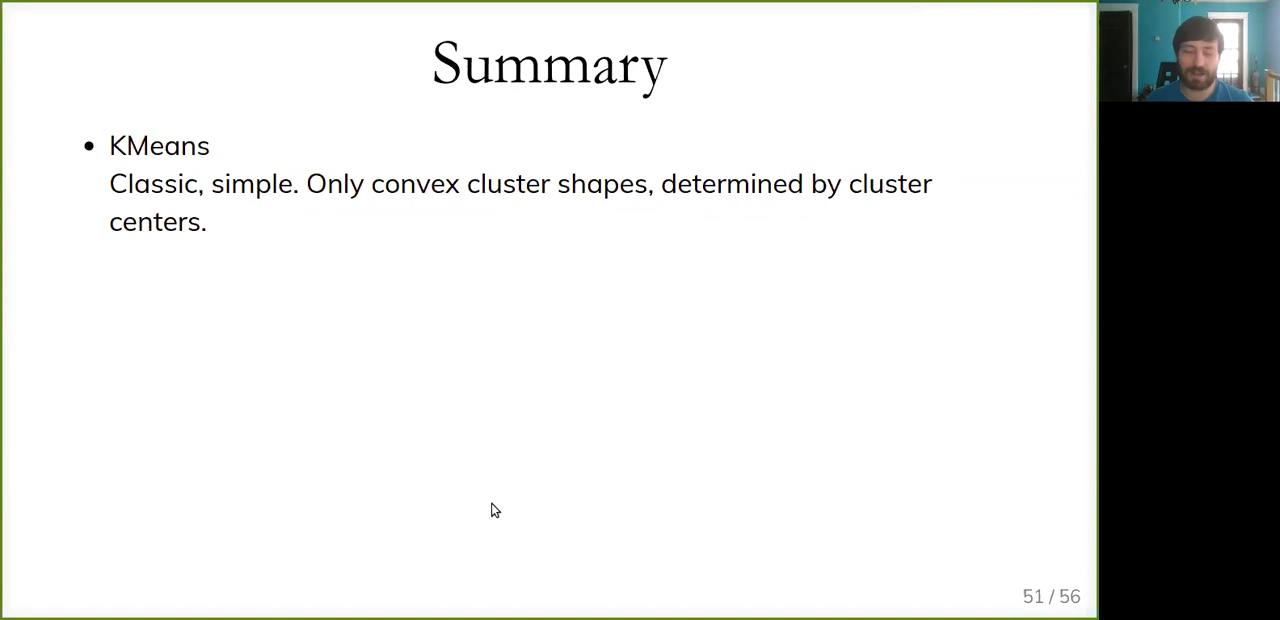 Summary
• KMeans
Classic, simple. Only convex cluster shapes, determined by cluster
centers.
51 / 56